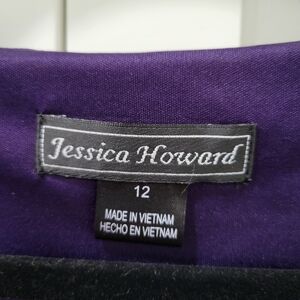 Jessica Howard
12
MADE IN VIETNAM
HECHO EN VIETNAM